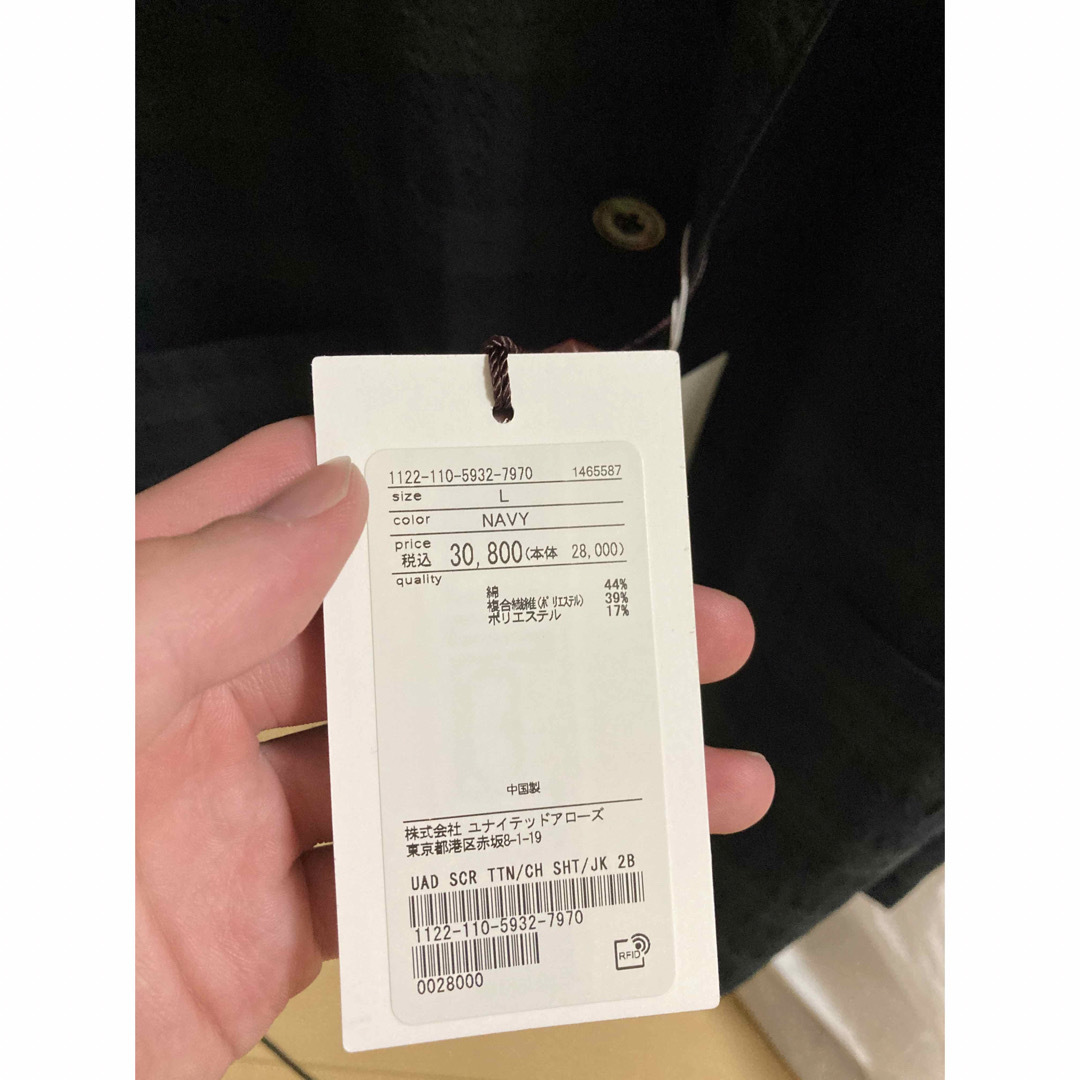 1122-110-5932-7970 1465587
size L
color NAVY
price
税込 30,800(本体 28,000)
quality
綿 44%
複合繊維(ポリエステル) 39%
ポリエステル 17%
中国製
株式会社 ユナイテッドアローズ
東京都港区赤坂8-1-19
UAD SCR TTN/CH SHT/JK 2B
1122-110-5932-7970
RFID
0028000